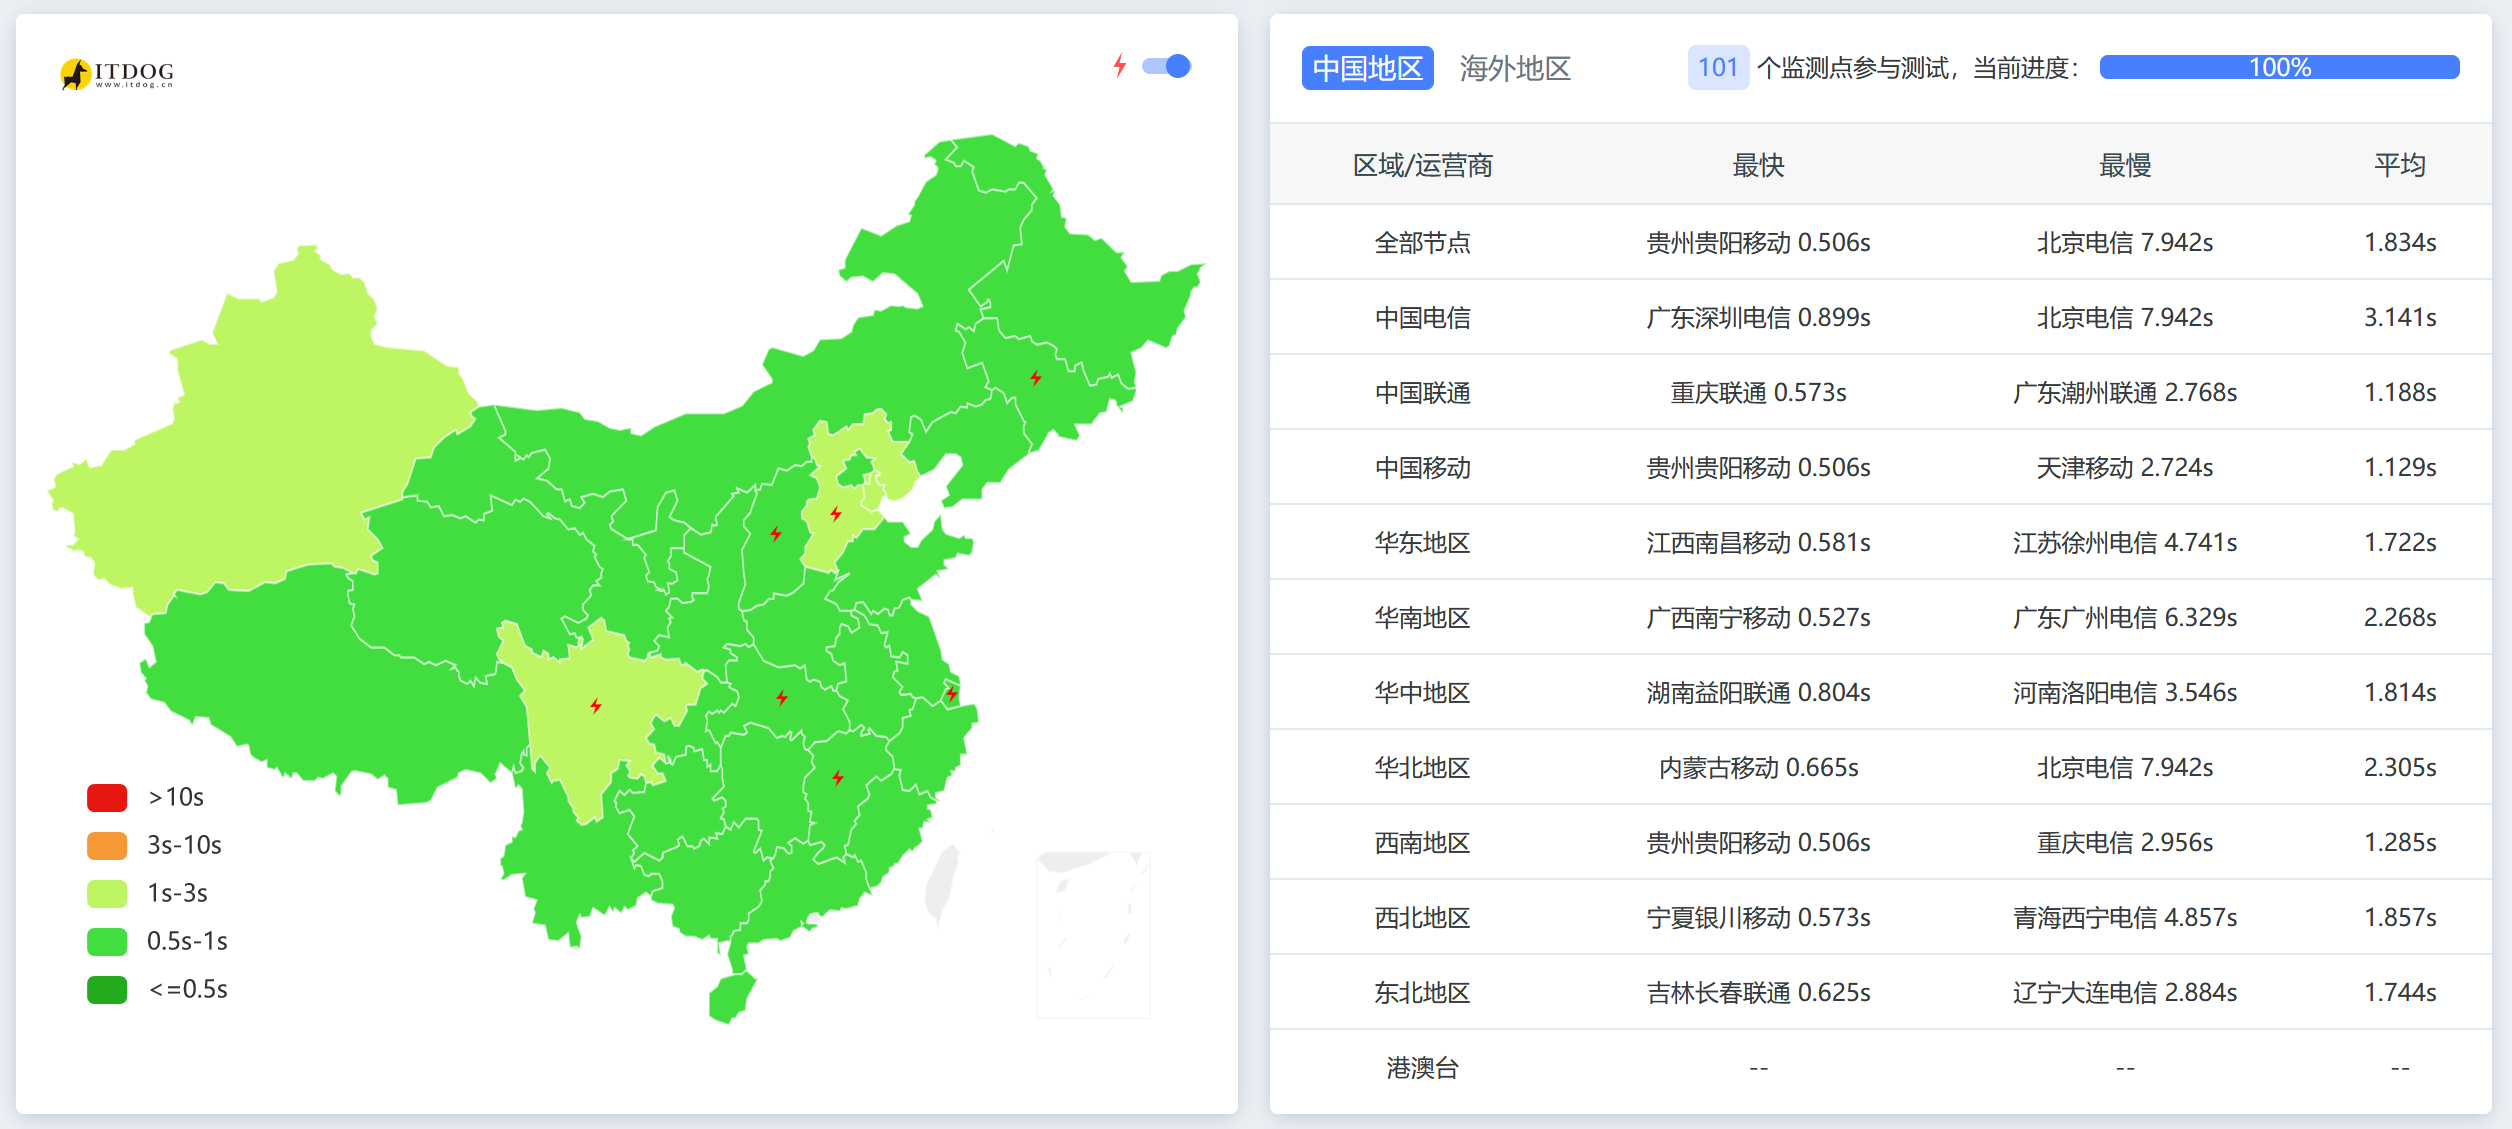 ITDOG
www.itdog.cn
>10s
3s-10s
1s-3s
0.5s-1s
<=0.5s
中国地区 海外地区 101 个监测点参与测试，当前进度： 100%
区域/运营商 最快 最慢 平均
全部节点 贵州贵阳移动 0.506s 北京电信 7.942s 1.834s
中国电信 广东深圳电信 0.899s 北京电信 7.942s 3.141s
中国联通 重庆联通 0.573s 广东潮州联通 2.768s 1.188s
中国移动 贵州贵阳移动 0.506s 天津移动 2.724s 1.129s
华东地区 江西南昌移动 0.581s 江苏徐州电信 4.741s 1.722s
华南地区 广西南宁移动 0.527s 广东广州电信 6.329s 2.268s
华中地区 湖南益阳联通 0.804s 河南洛阳电信 3.546s 1.814s
华北地区 内蒙古移动 0.665s 北京电信 7.942s 2.305s
西南地区 贵州贵阳移动 0.506s 重庆电信 2.956s 1.285s
西北地区 宁夏银川移动 0.573s 青海西宁电信 4.857s 1.857s
东北地区 吉林长春联通 0.625s 辽宁大连电信 2.884s 1.744s
港澳台 -- -- --